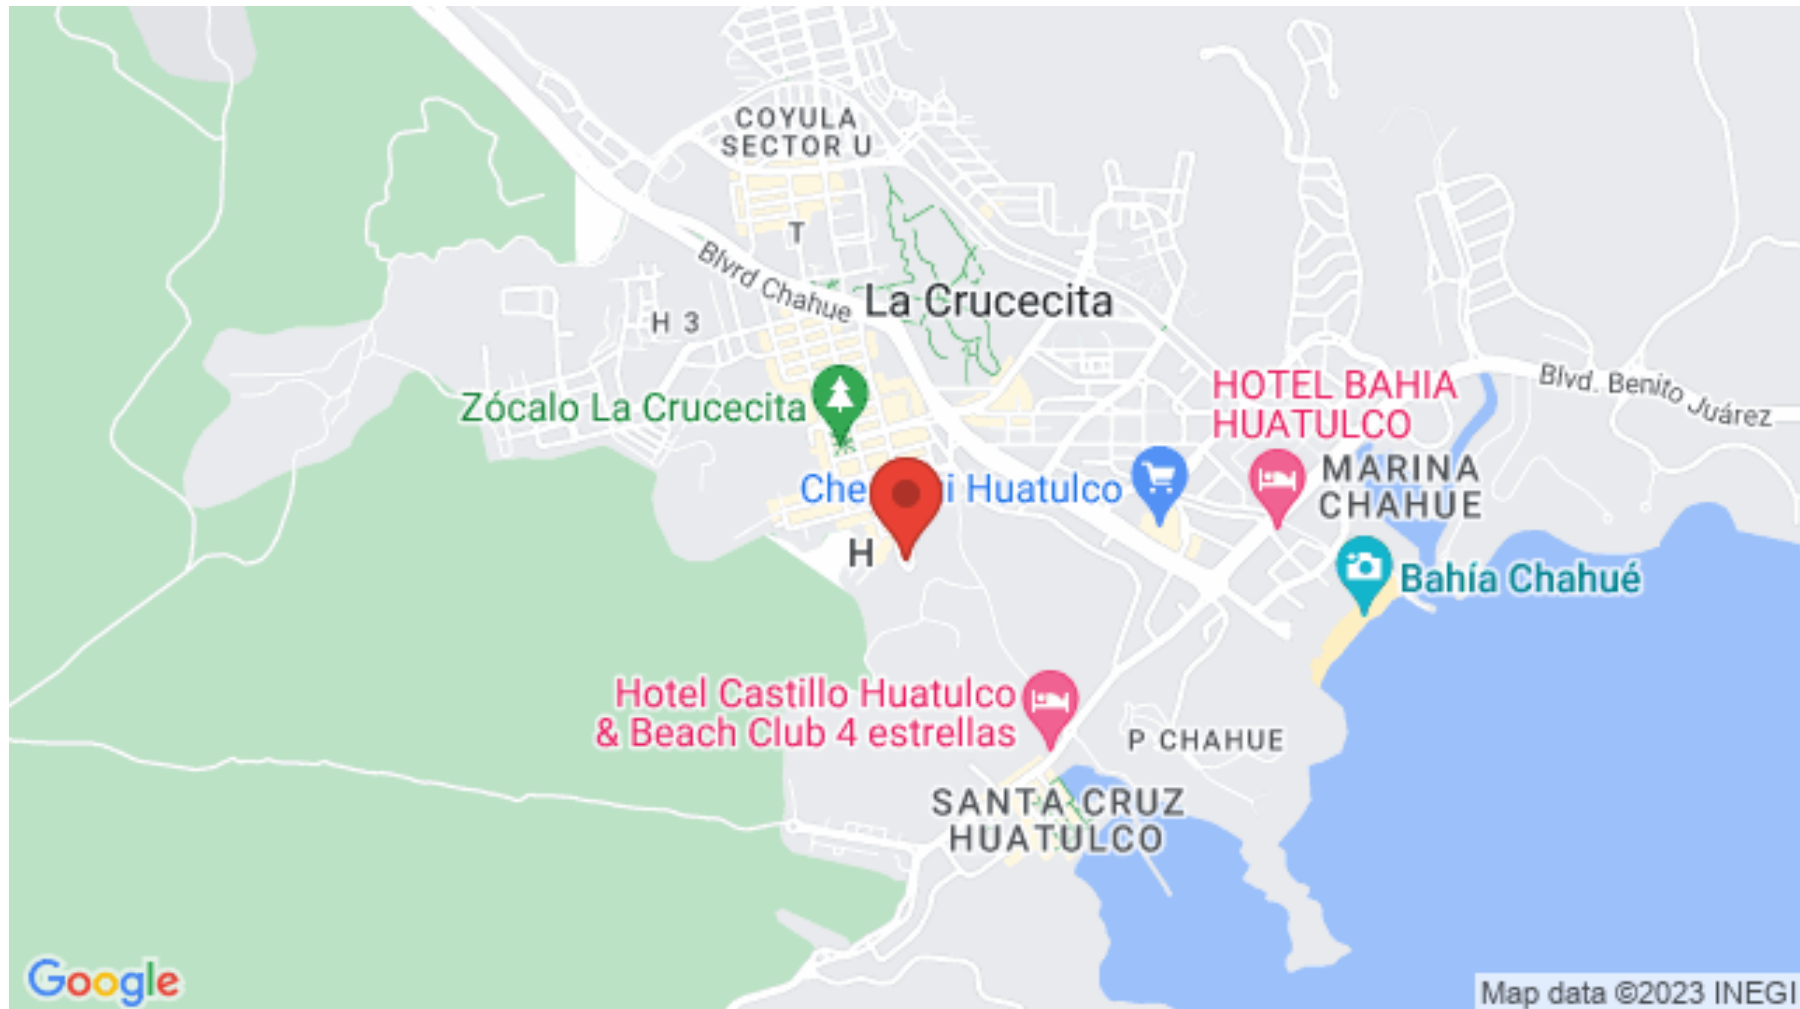 COYULA
SECTOR U
T
Blvrd Chahue
La Crucecita
H 3
Zócalo La Crucecita
HOTEL BAHIA
HUATULCO
Blvd. Benito Juárez
Huatulco
MARINA
CHAHUE
H
Bahía Chahué
Hotel Castillo Huatulco
& Beach Club 4 estrellas
P CHAHUE
SANTA CRUZ
HUATULCO
Google
Map data ©2023 INEGI